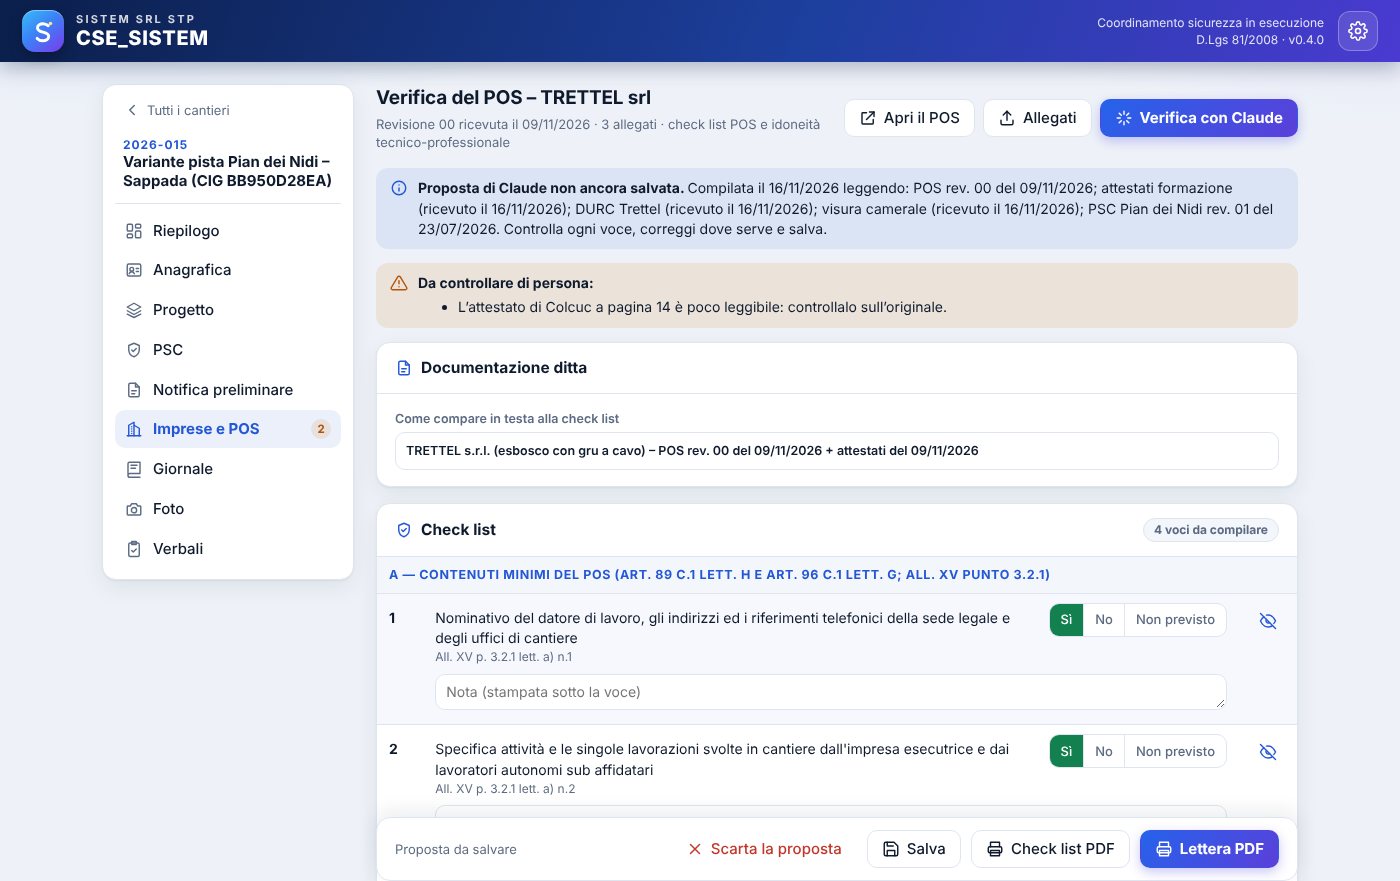 SISTEM SRL STP
CSE_SISTEM
Coordinamento sicurezza in esecuzione
D.Lgs 81/2008 · v0.4.0
Tutti i cantieri
2026-015
Variante pista Pian dei Nidi –
Sappada (CIG BB950D28EA)
Riepilogo
Anagrafica
Progetto
PSC
Notifica preliminare
Imprese e POS 2
Giornale
Foto
Verbali
Verifica del POS – TRETTEL srl
Revisione 00 ricevuta il 09/11/2026 · 3 allegati · check list POS e idoneità
tecnico-professionale
Apri il POS
Allegati
Verifica con Claude
Proposta di Claude non ancora salvata. Compilata il 16/11/2026 leggendo: POS rev. 00 del 09/11/2026; attestati formazione
(ricevuto il 16/11/2026); DURC Trettel (ricevuto il 16/11/2026); visura camerale (ricevuto il 16/11/2026); PSC Pian dei Nidi rev. 01 del
23/07/2026. Controlla ogni voce, correggi dove serve e salva.
Da controllare di persona:
• L'attestato di Colcuc a pagina 14 è poco leggibile: controllalo sull'originale.
Documentazione ditta
Come compare in testa alla check list
TRETTEL s.r.l. (esbosco con gru a cavo) – POS rev. 00 del 09/11/2026 + attestati del 09/11/2026
Check list
4 voci da compilare
A — CONTENUTI MINIMI DEL POS (ART. 89 C.1 LETT. H E ART. 96 C.1 LETT. G; ALL. XV PUNTO 3.2.1)
1 Nominativo del datore di lavoro, gli indirizzi ed i riferimenti telefonici della sede legale e
degli uffici di cantiere
All. XV p. 3.2.1 lett. a) n.1
Sì No Non previsto
Nota (stampata sotto la voce)
2 Specifica attività e le singole lavorazioni svolte in cantiere dall'impresa esecutrice e dai
lavoratori autonomi sub affidatari
All. XV p. 3.2.1 lett. a) n.2
Sì No Non previsto
Proposta da salvare
Scarta la proposta
Salva
Check list PDF
Lettera PDF